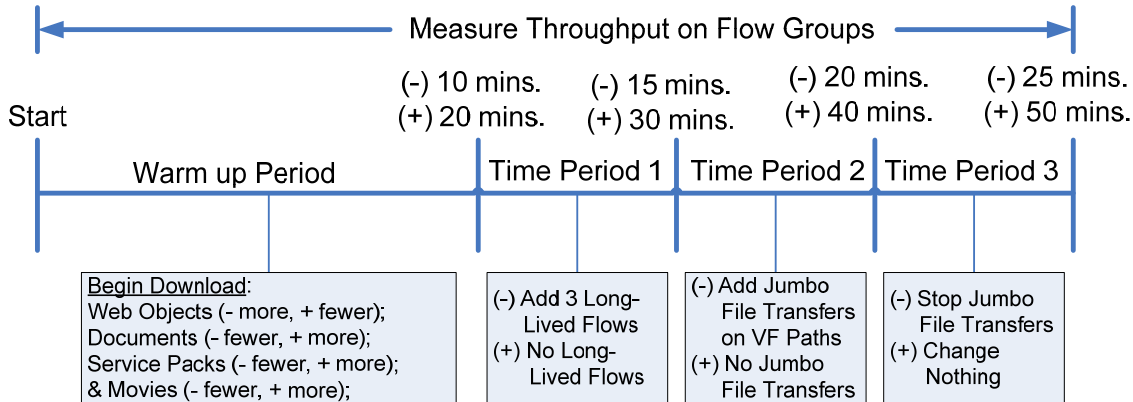 Measure Throughput on Flow Groups
(-) 10 mins.
(+) 20 mins.
(-) 15 mins.
(+) 30 mins.
(-) 20 mins.
(+) 40 mins.
(-) 25 mins.
(+) 50 mins.
Start
Warm up Period
Time Period 1
Time Period 2
Time Period 3
Begin Download:
Web Objects (- more, + fewer);
Documents (- fewer, + more);
Service Packs (- fewer, + more);
& Movies (- fewer, + more);
(-) Add 3 Long-
Lived Flows
(+) No Long-
Lived Flows
(-) Add Jumbo
File Transfers
on VF Paths
(+) No Jumbo
File Transfers
(-) Stop Jumbo
File Transfers
(+) Change
Nothing